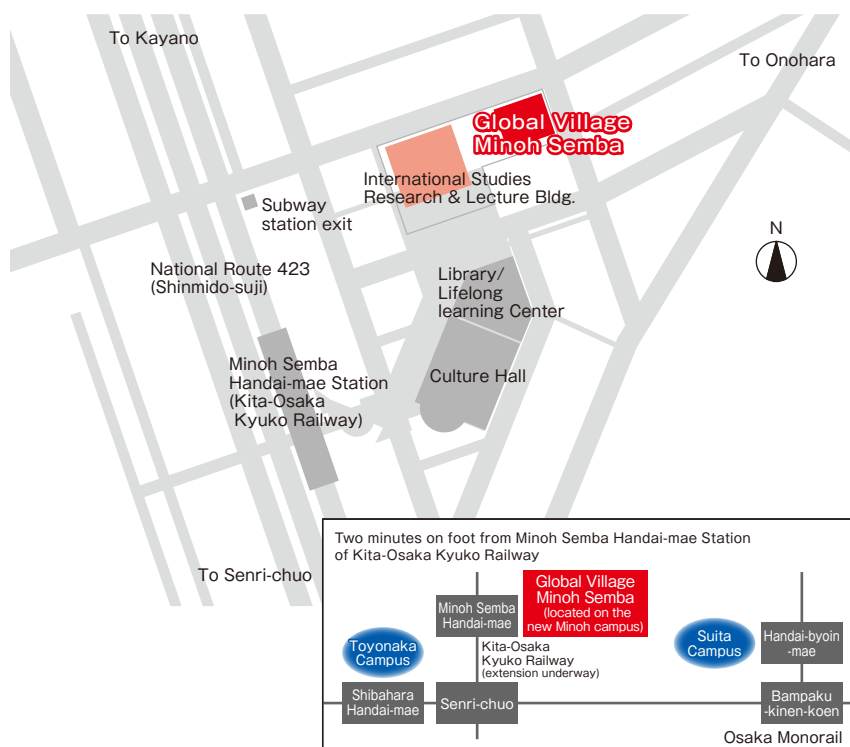 To Kayano
To Onohara
Global Village
Minoh Semba
International Studies
Research & Lecture Bldg.
Subway
station exit
National Route 423
(Shinmido-suji)
N
Library/
Lifelong
learning Center
Minoh Semba
Handai-mae Station
(Kita-Osaka
Kyuko Railway)
Culture Hall
To Senri-chuo
Two minutes on foot from Minoh Semba Handai-mae Station
of Kita-Osaka Kyuko Railway
Global Village
Minoh Semba
(located on the
new Minoh campus)
Minoh Semba
Handai-mae
Toyonaka
Campus
Kita-Osaka
Kyuko Railway
(extension underway)
Suita
Campus
Handai-byoin
-mae
Shibahara
Handai-mae
Senri-chuo
Bampaku
-kinen-koen
Osaka Monorail